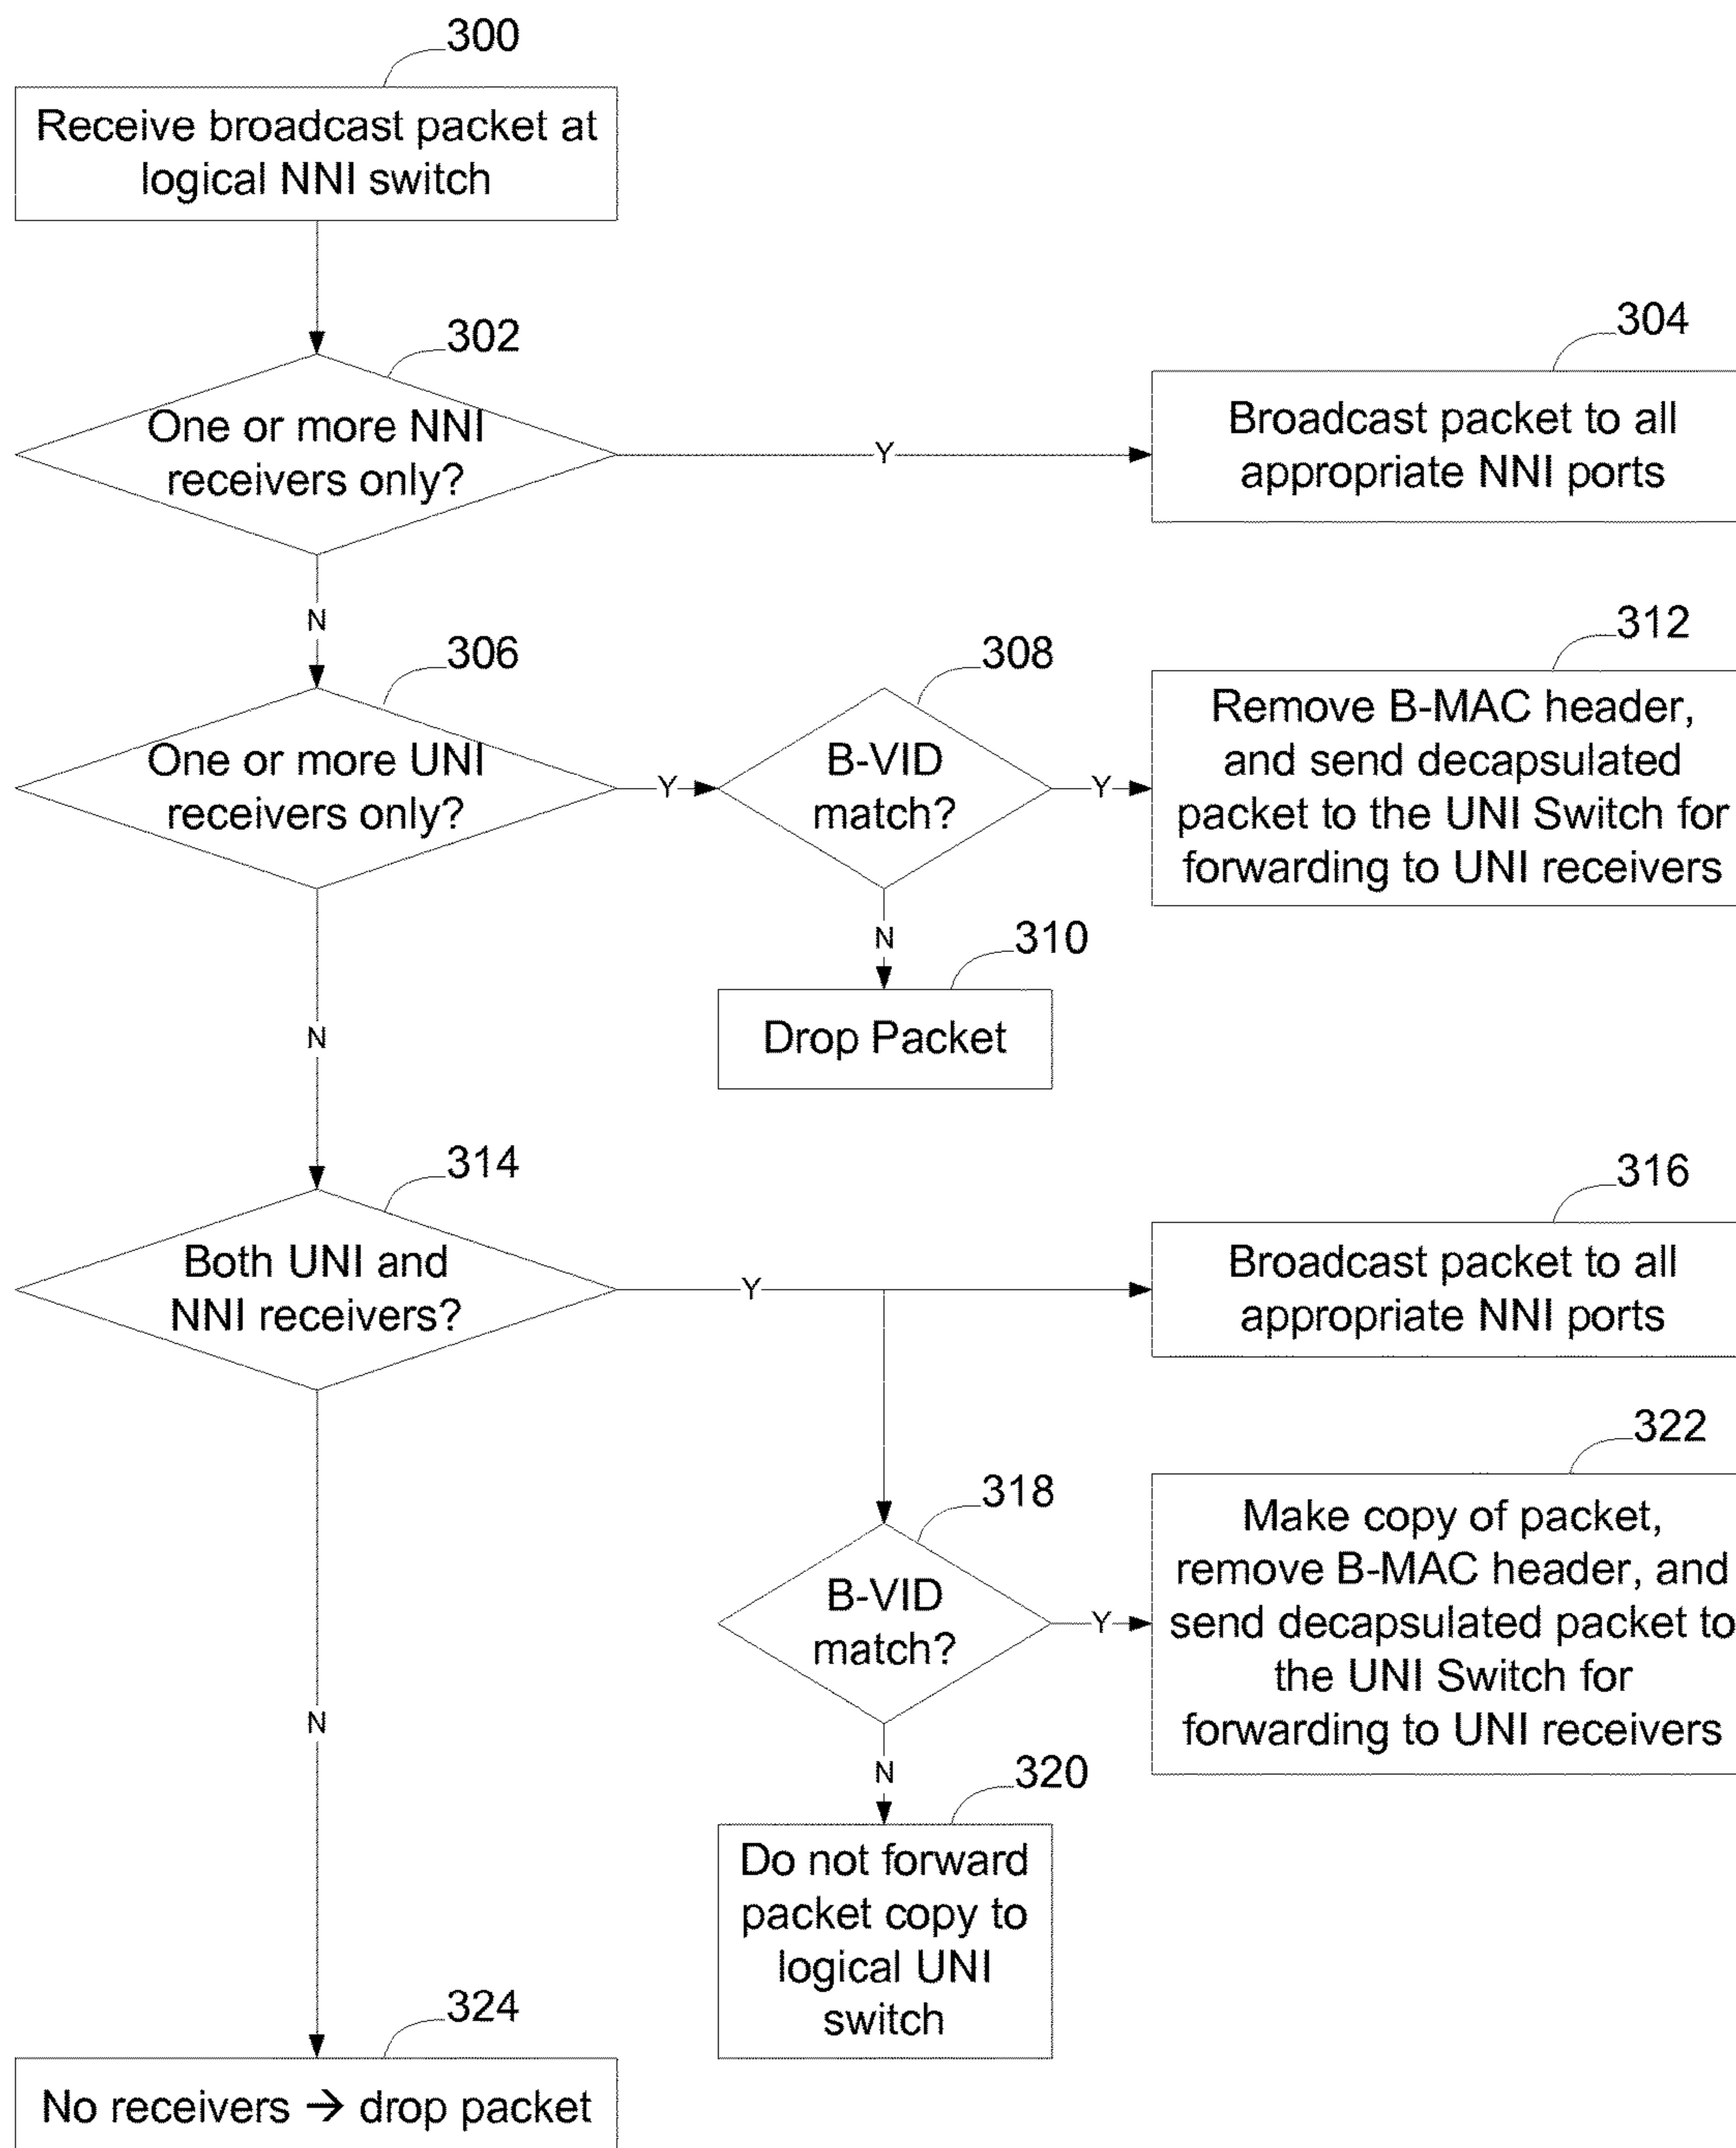 300
Receive broadcast packet at
logical NNI switch
302
One or more NNI
receivers only?
Y
304
Broadcast packet to all
appropriate NNI ports
N
306
One or more UNI
receivers only?
Y
308
B-VID
match?
Y
312
Remove B-MAC header,
and send decapsulated
packet to the UNI Switch for
forwarding to UNI receivers
N
310
Drop Packet
N
314
Both UNI and
NNI receivers?
Y
316
Broadcast packet to all
appropriate NNI ports
318
B-VID
match?
Y
322
Make copy of packet,
remove B-MAC header, and
send decapsulated packet to
the UNI Switch for
forwarding to UNI receivers
N
320
Do not forward
packet copy to
logical UNI
switch
N
324
No receivers → drop packet